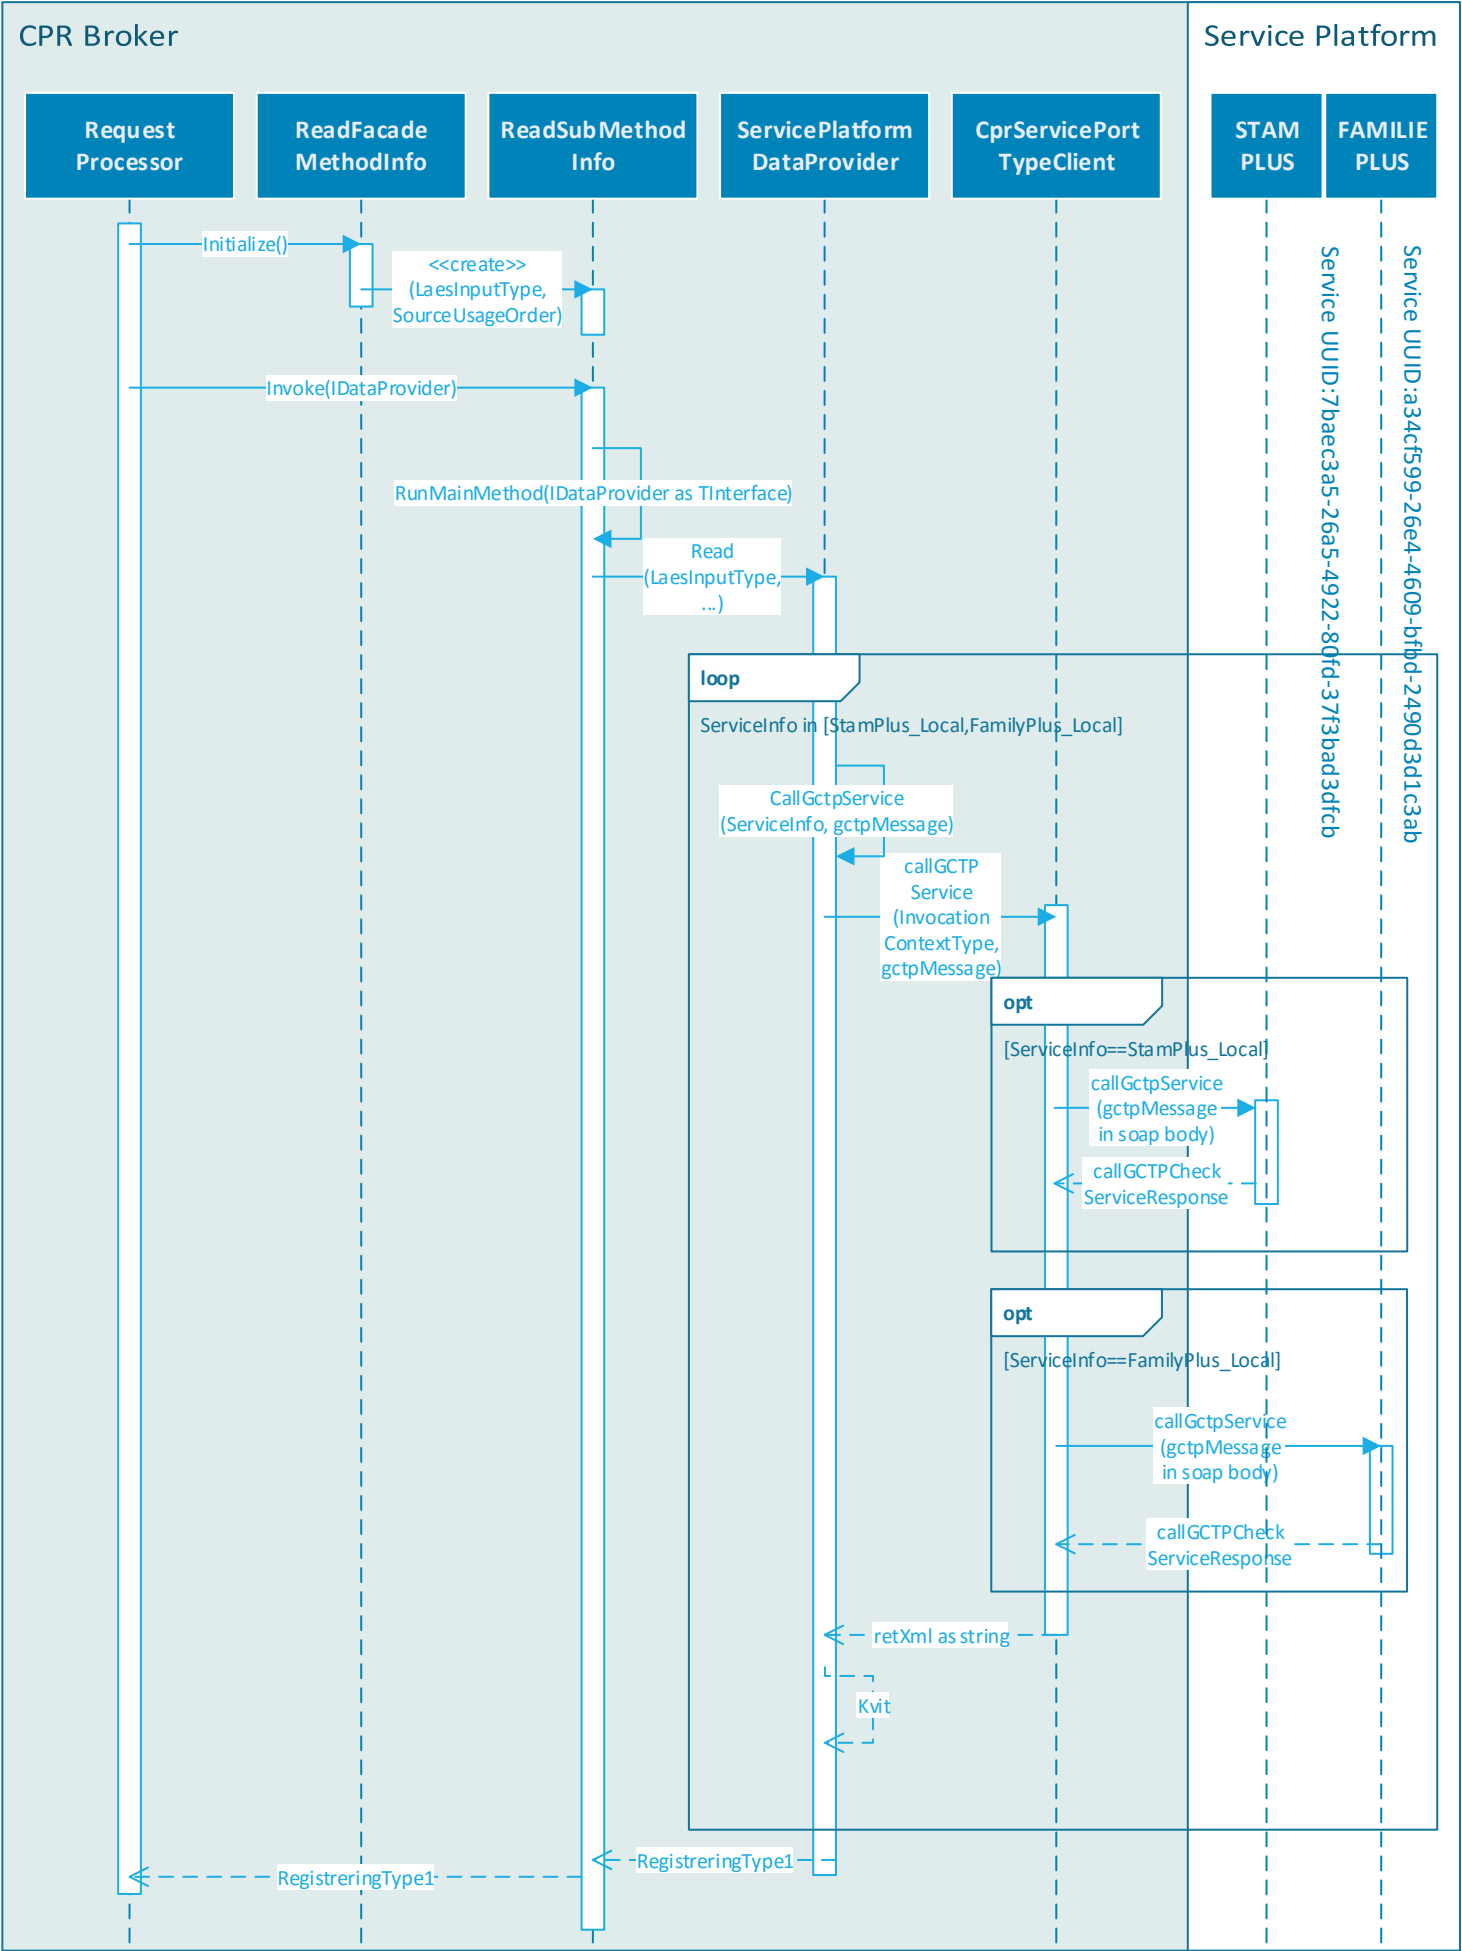 CPR Broker
Service Platform
Request
Processor
ReadFacade
MethodInfo
ReadSubMethod
Info
ServicePlatform
DataProvider
CprServicePort
TypeClient
STAM
PLUS
FAMILIE
PLUS
Initialize()
<<create>>
(LaesInputType,
SourceUsageOrder)
Service UUID:7baec3a5-26a5-4922-80fd-37f3bad3dfcb
Service UUID:a34cf599-26e4-4609-bfbd-2490d3d1c3ab
Invoke(IDataProvider)
RunMainMethod(IDataProvider as TInterface)
Read
(LaesInputType,
...)
loop
ServiceInfo in [StamPlus_Local,FamilyPlus_Local]
CallGctpService
(ServiceInfo, gctpMessage)
callGCTP
Service
(Invocation
ContextType,
gctpMessage)
opt
[ServiceInfo==StamPlus_Local]
callGctpService
(gctpMessage
in soap body)
callGCTPCheck
ServiceResponse
opt
[ServiceInfo==FamilyPlus_Local]
callGctpService
(gctpMessage
in soap body)
callGCTPCheck
ServiceResponse
retXml as string
Kvit
RegistreringType1
RegistreringType1